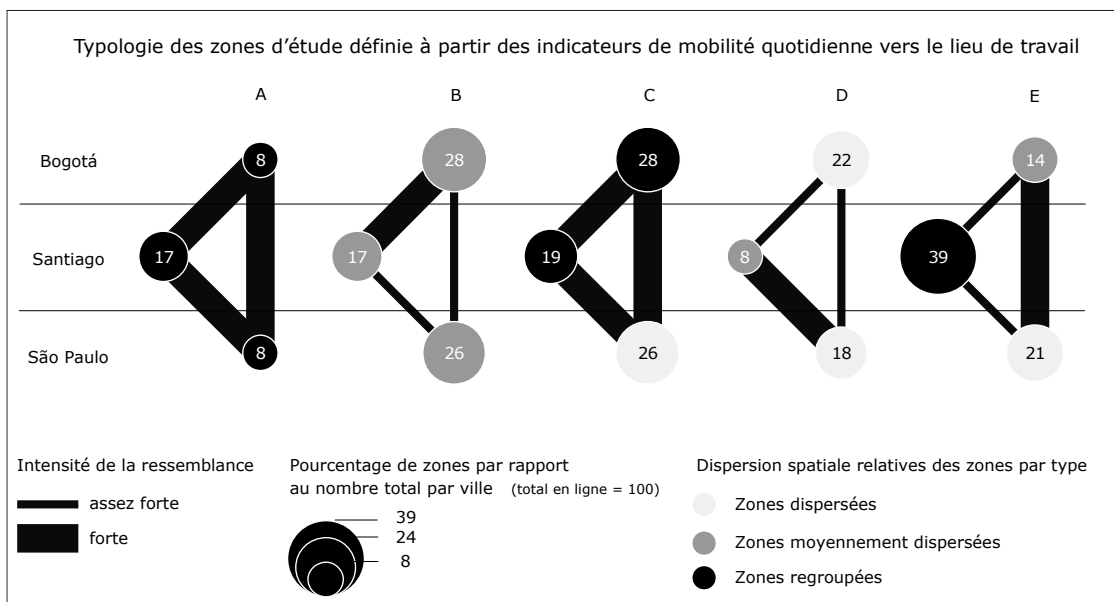 Typologie des zones d'étude définie à partir des indicateurs de mobilité quotidienne vers le lieu de travail
A B C D E
Bogotá 8 28 28 22 14
Santiago 17 17 19 8 39
São Paulo 8 26 26 18 21
Intensité de la ressemblance
assez forte
forte
Pourcentage de zones par rapport
au nombre total par ville (total en ligne = 100)
39
24
8
Dispersion spatiale relatives des zones par type
Zones dispersées
Zones moyennement dispersées
Zones regroupées